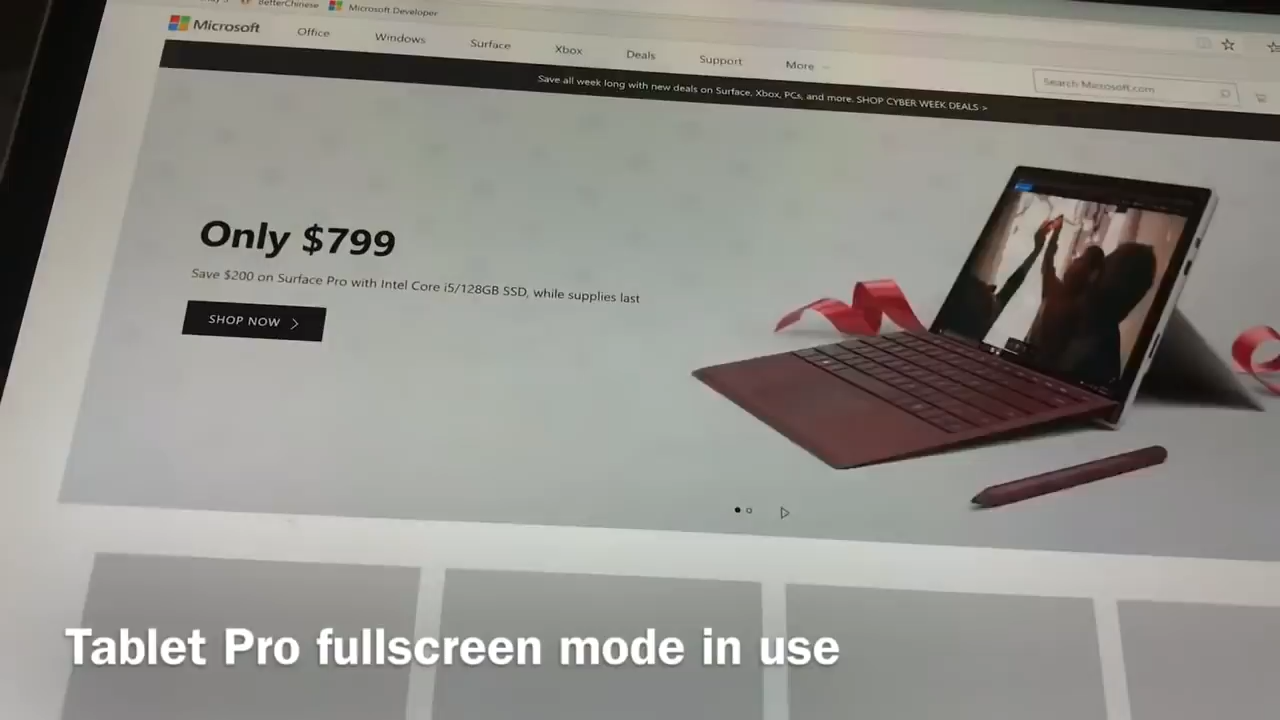 BetterChinese Microsoft Developer
Microsoft Office Windows Surface Xbox Deals Support More
Search Microsoft.com
Save all week long with new deals on Surface, Xbox, PCs, and more. SHOP CYBER WEEK DEALS >
Only $799
Save $200 on Surface Pro with Intel Core i5/128GB SSD, while supplies last
SHOP NOW >
Tablet Pro fullscreen mode in use